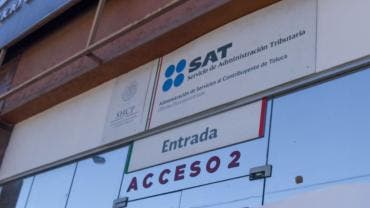 SAT
Servicio de Administración Tributaria
Administración de Servicios al Contribuyente de Toluca
SHCP
Entrada
ACCESO 2